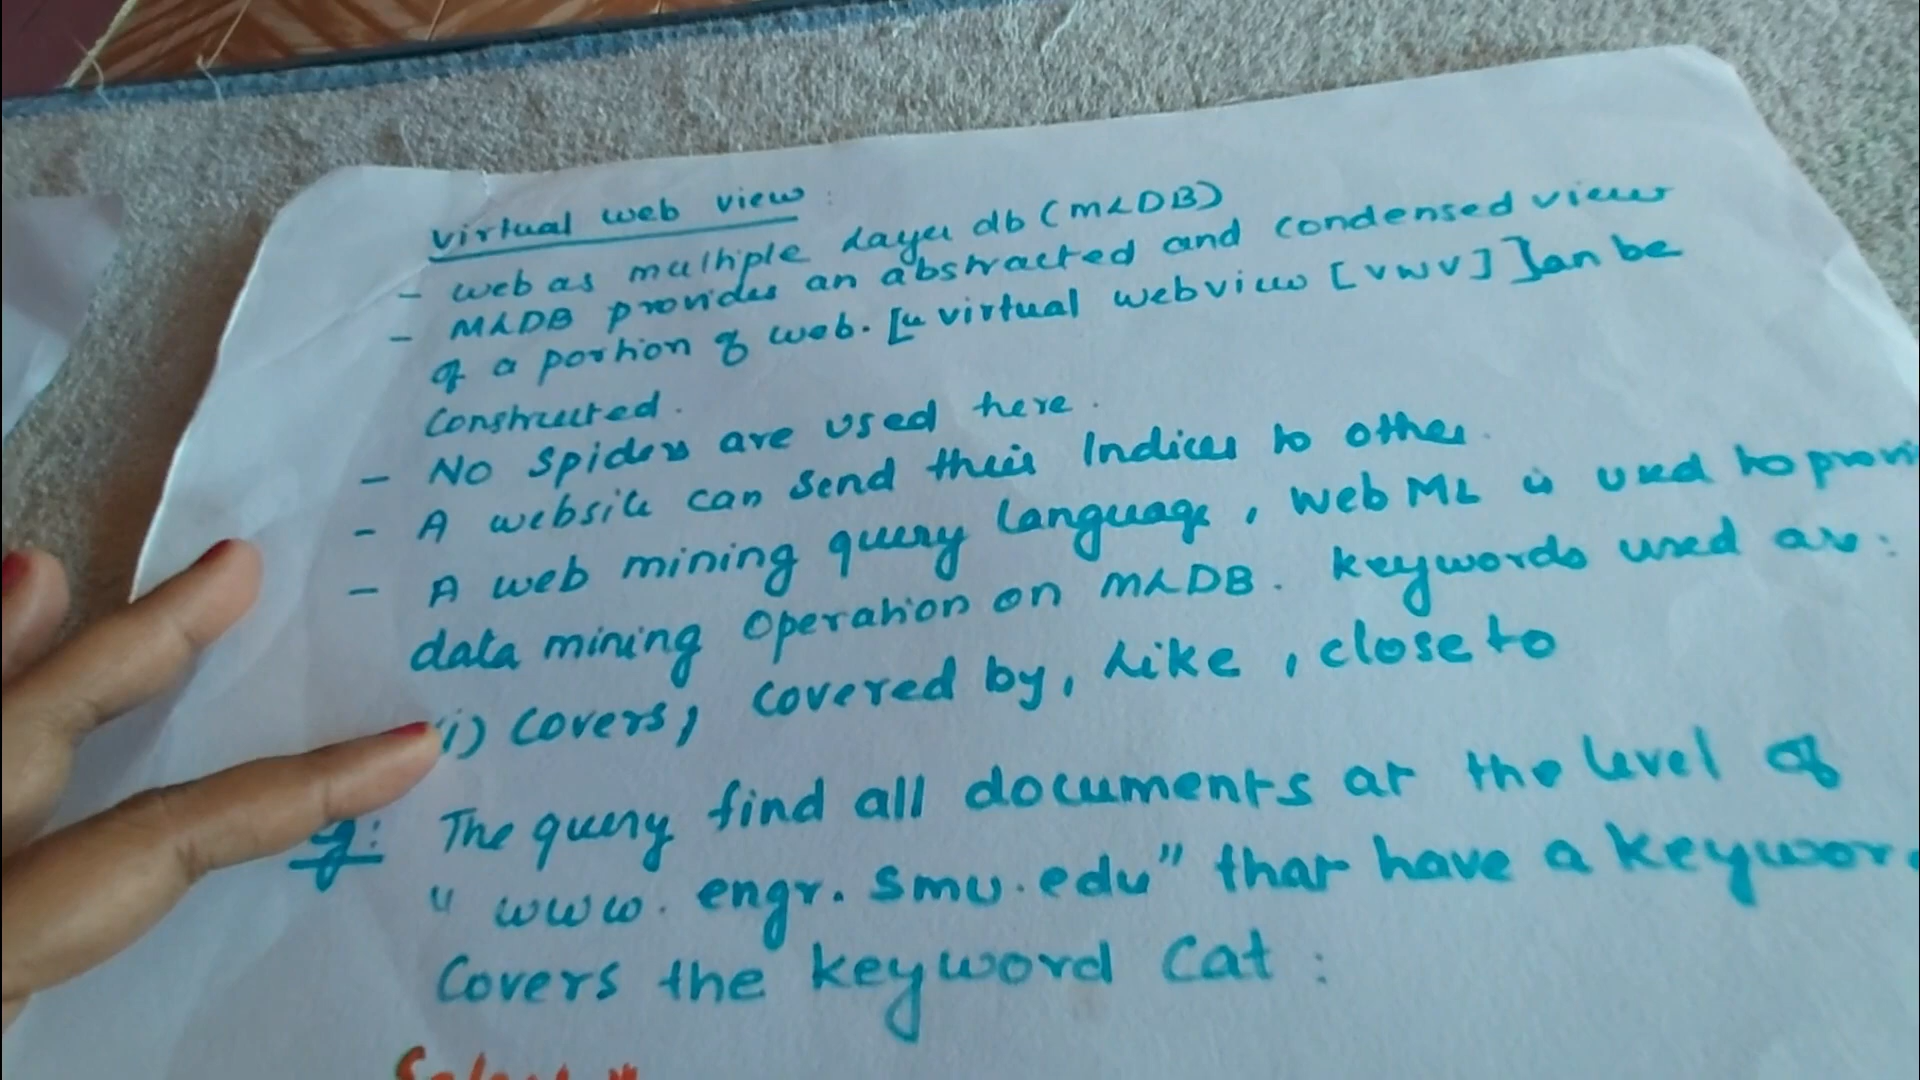 virtual web view :
- web as multiple Layer db (MLDB)
- MLDB provides an abstracted and condensed view
of a portion of web. [ virtual webview [VWV] ] an be
Constructed.
- No Spiders are used here.
- A website can Send their Indices to other.
- A web mining query language, Web ML is used to provi
data mining Operation on MLDB. keywords used are:
i) Covers, covered by, Like, close to
g: The query find all documents at the level of
"www.engr.smu.edu" that have a keywor
Covers the keyword Cat :
Select *